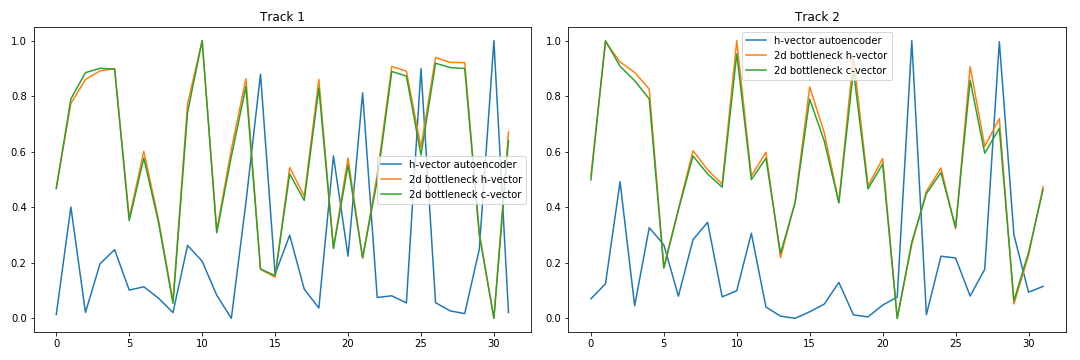 Track 1
1.0
0.8
0.6
0.4
0.2
0.0
0 5 10 15 20 25 30
h-vector autoencoder
2d bottleneck h-vector
2d bottleneck c-vector
Track 2
1.0
0.8
0.6
0.4
0.2
0.0
0 5 10 15 20 25 30
h-vector autoencoder
2d bottleneck h-vector
2d bottleneck c-vector